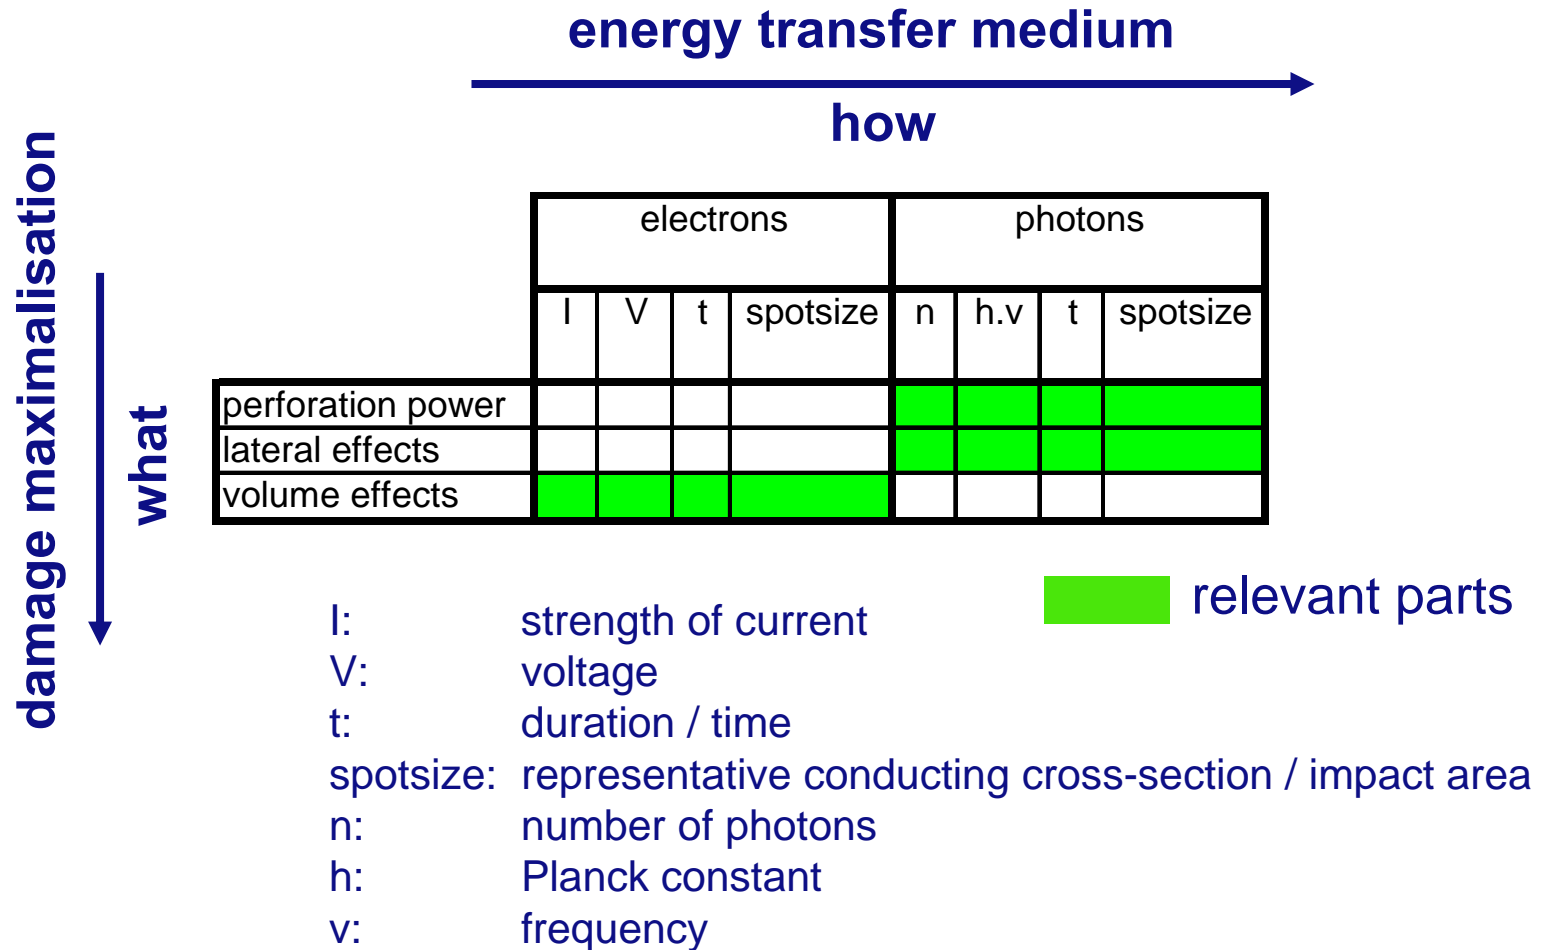 energy transfer medium
how
damage maximalisation
what
electrons photons
I V t spotsize n h.v t spotsize
perforation power
lateral effects
volume effects
relevant parts
I: strength of current
V: voltage
t: duration / time
spotsize: representative conducting cross-section / impact area
n: number of photons
h: Planck constant
v: frequency